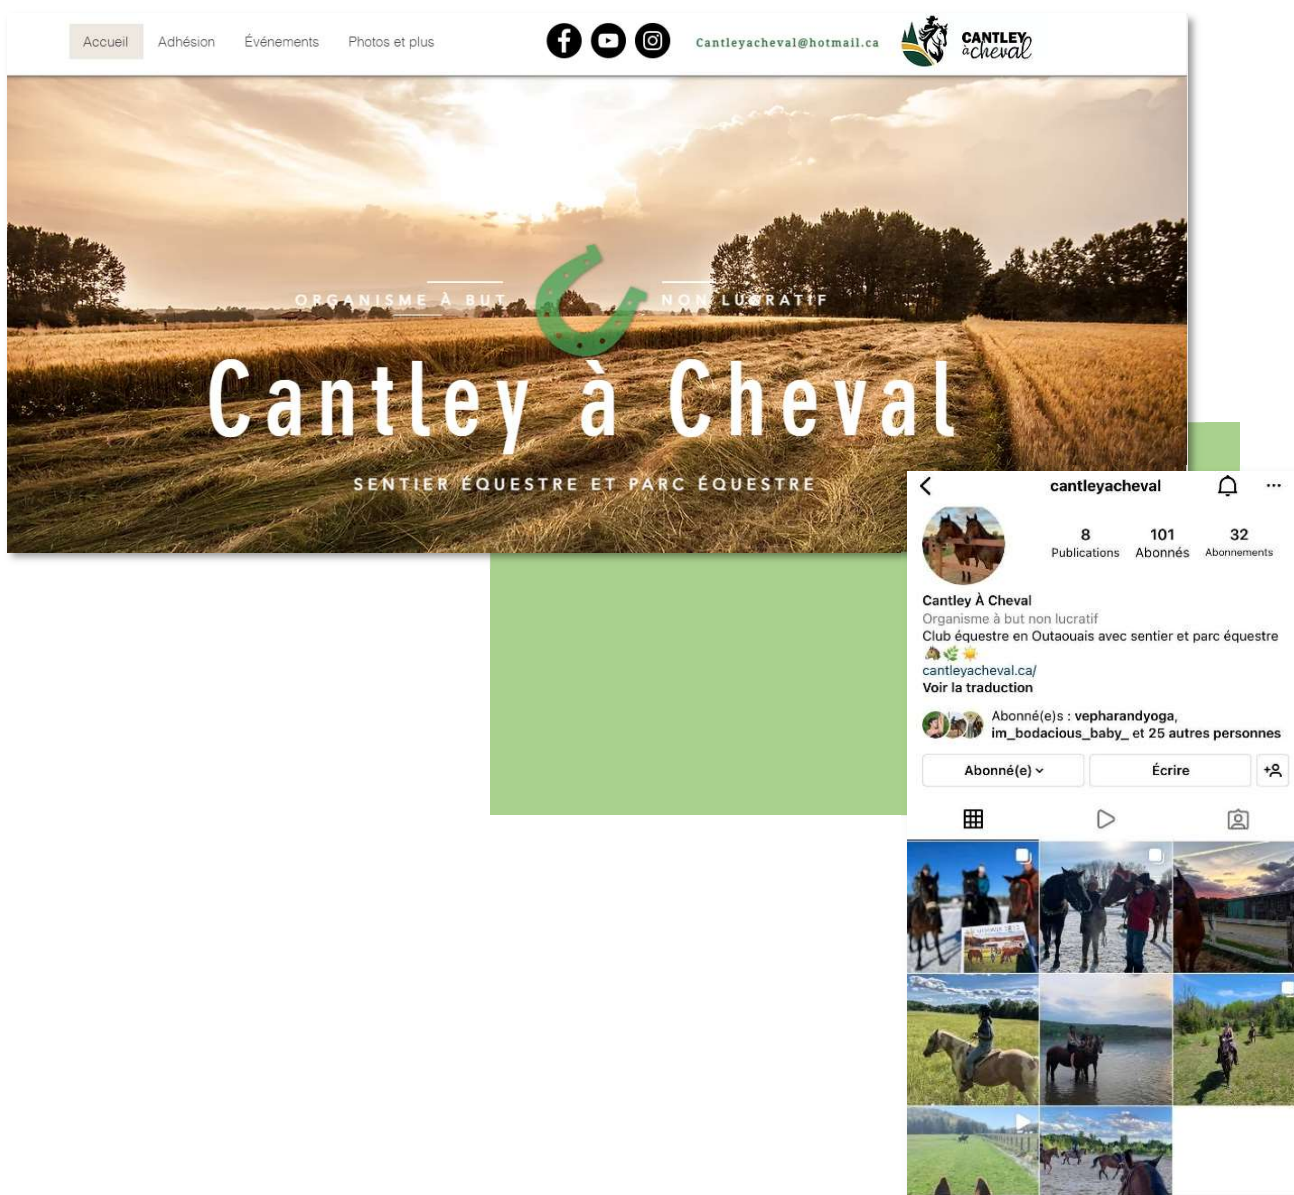 Accueil Adhésion Événements Photos et plus
Cantleyacheval@hotmail.ca
CANTLEY
à cheval
ORGANISME À BUT NON LUCRATIF
Cantley à Cheval
SENTIER ÉQUESTRE ET PARC ÉQUESTRE
cantleyacheval
8 101 32
Publications Abonnés Abonnements
Cantley À Cheval
Organisme à but non lucratif
Club équestre en Outaouais avec sentier et parc équestre
cantleyacheval.ca/
Voir la traduction
Abonné(e)s : vepharandyoga,
im_bodacious_baby_ et 25 autres personnes
Abonné(e) Écrire